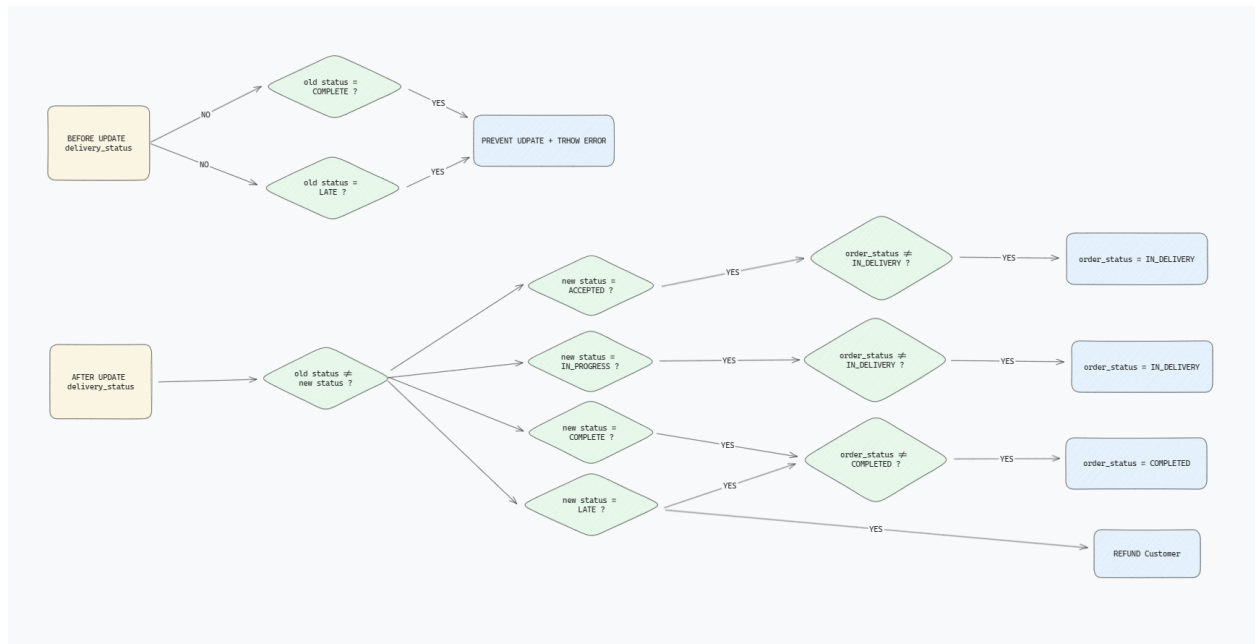 old status =
COMPLETE ?
NO
YES
BEFORE UPDATE
delivery_status
PREVENT UDPATE + TRHOW ERROR
NO
YES
old status =
LATE ?
order_status ≠
IN_DELIVERY ?
YES
order_status = IN_DELIVERY
new status =
ACCEPTED ?
YES
new status =
IN_PROGRESS ?
YES
order_status ≠
IN_DELIVERY ?
YES
order_status = IN_DELIVERY
AFTER UPDATE
delivery_status
old status ≠
new status ?
new status =
COMPLETE ?
YES
order_status ≠
COMPLETED ?
YES
order_status = COMPLETED
new status =
LATE ?
YES
YES
REFUND Customer